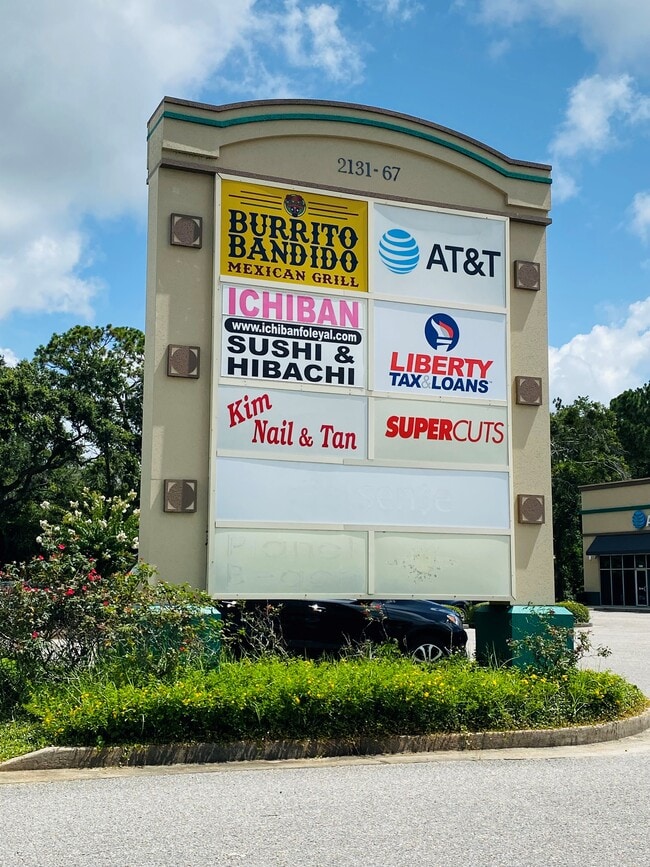 2131-67
BURRITO
BANDIDO
MEXICAN GRILL
AT&T
ICHIBAN
www.ichibanfoleyal.com
SUSHI &
HIBACHI
LIBERTY
TAX & LOANS
Kim
Nail & Tan
SUPERCUTS